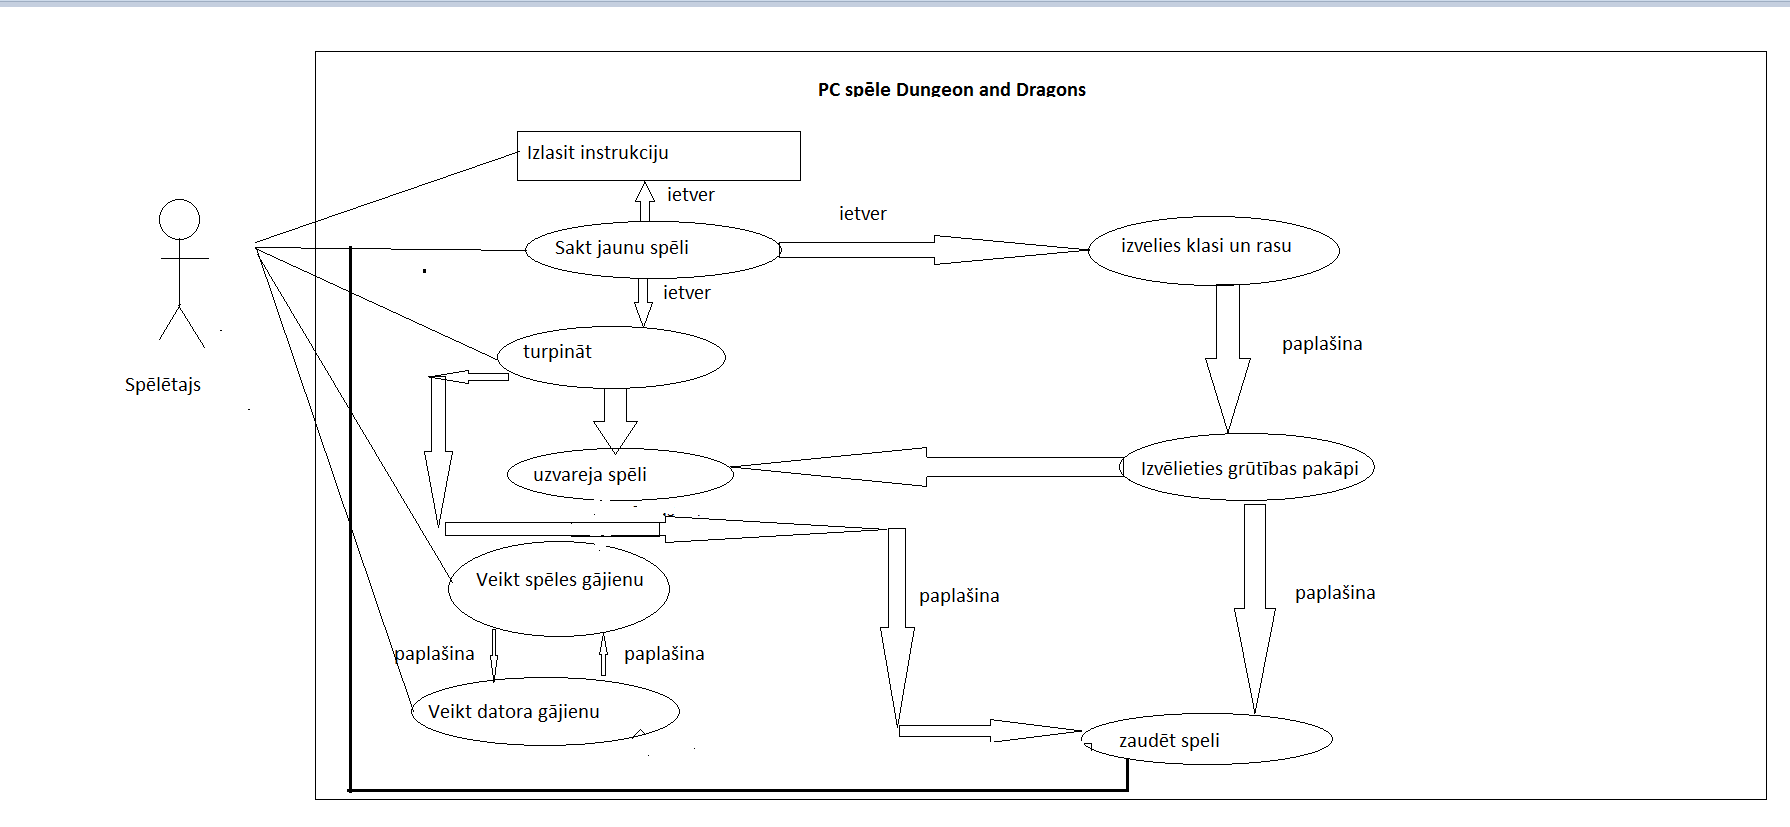 PC spēle Dungeon and Dragons
Izlasit instrukciju
ietver
ietver
Sakt jaunu spēli
izvelies klasi un rasu
ietver
turpināt
paplašina
Spēlētajs
uzvareja spēli
Izvēlieties grūtības pakāpi
Veikt spēles gājienu
paplašina
paplašina
paplašina
paplašina
Veikt datora gājienu
zaudēt speli